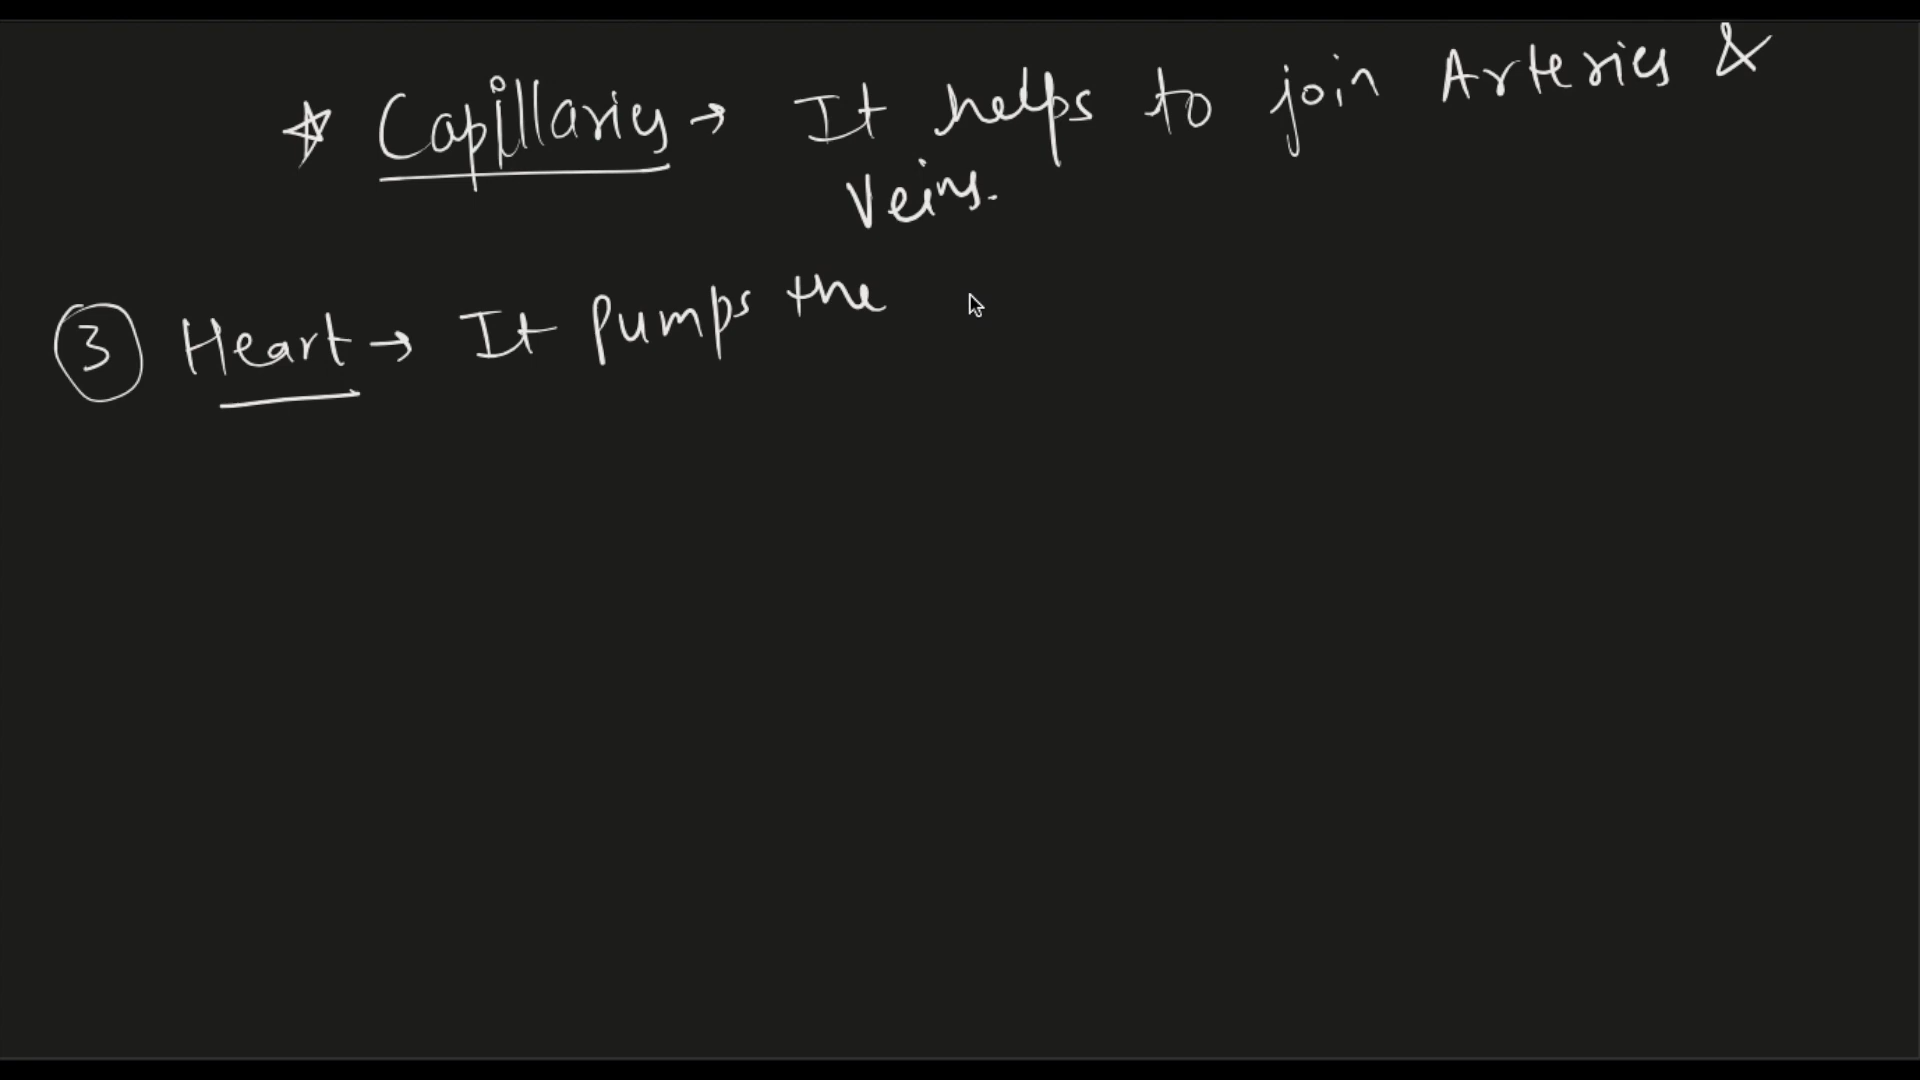 ☆ Capillaries → It helps to join Arteries &
Veins.
③ Heart → It Pumps the